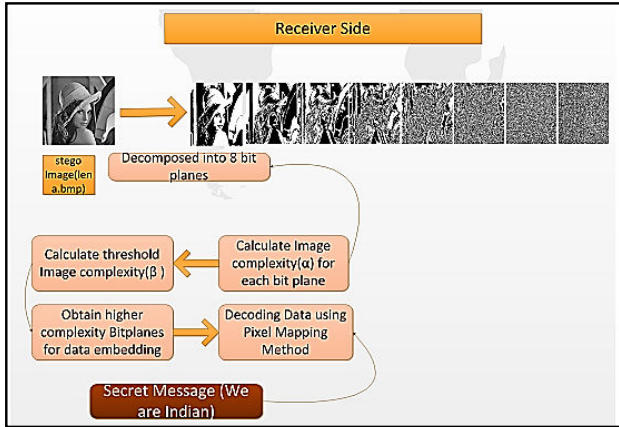 Receiver Side
stego
Image(len
a.bmp)
Decomposed into 8 bit
planes
Calculate threshold
Image complexity(β )
Calculate Image
complexity(α) for
each bit plane
Obtain higher
complexity Bitplanes
for data embedding
Decoding Data using
Pixel Mapping
Method
Secret Message (We
are Indian)